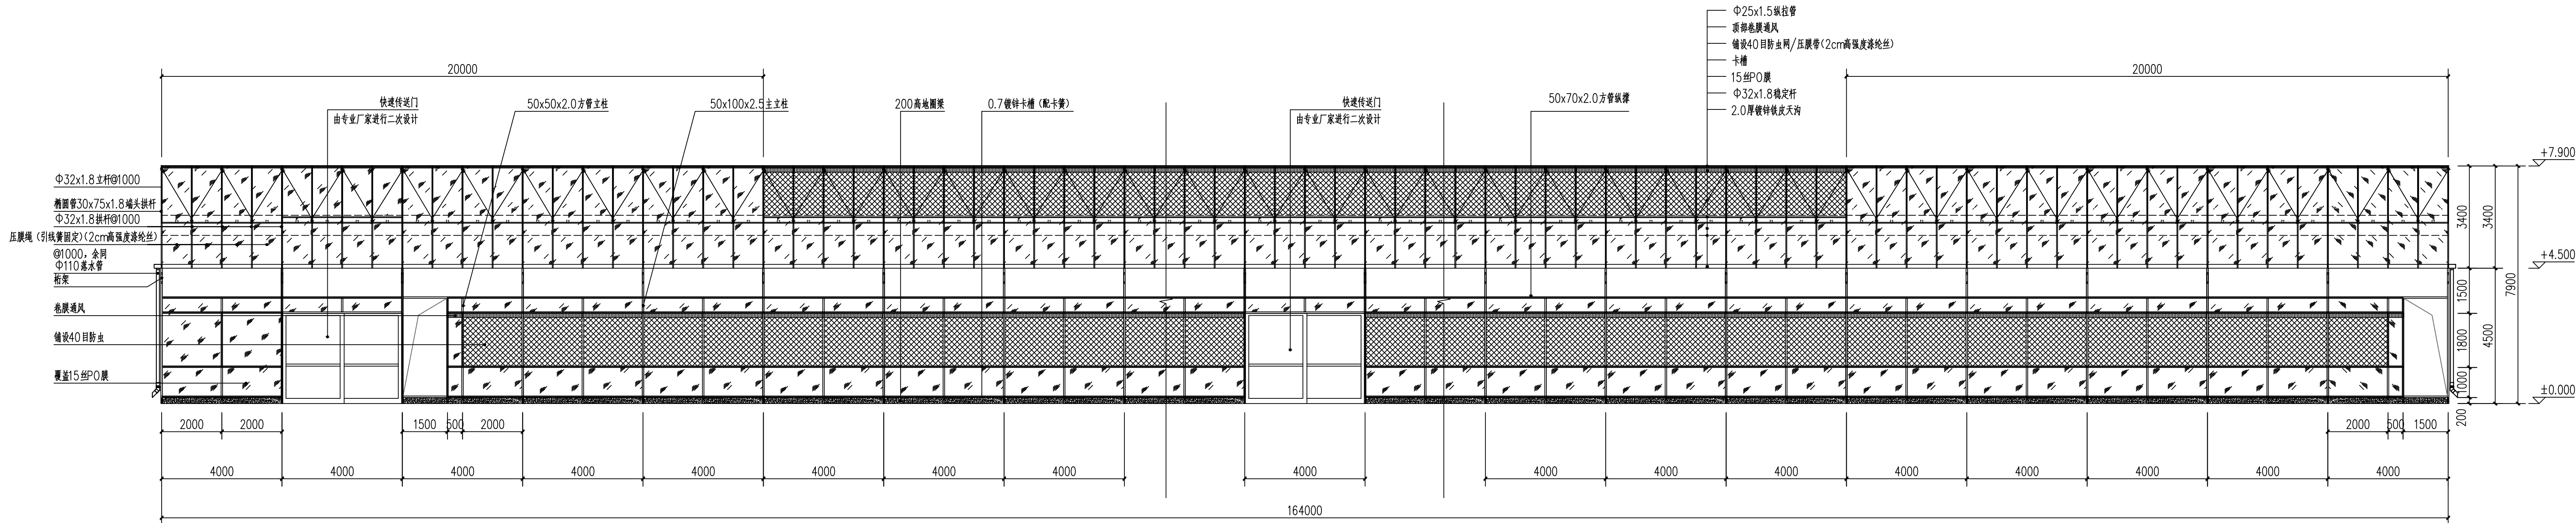 Φ25x1.5纵拉管
顶部卷膜通风
铺设40目防虫网/压膜带(2cm高强度涤纶丝)
卡槽
15丝PO膜
Φ32x1.8稳定杆
2.0厚镀锌铁皮天沟
20000
20000
快速传送门
由专业厂家进行二次设计
50x50x2.0方管立柱
50x100x2.5主立柱
200高地圈梁
0.7镀锌卡槽(配卡簧)
快速传送门
由专业厂家进行二次设计
50x70x2.0方管纵撑
Φ32x1.8立杆@1000
椭圆管30x75x1.8端头拱杆
Φ32x1.8拱杆@1000
压膜绳(引线簧固定)(2cm高强度涤纶丝)
@1000,余同
Φ110落水管
桁架
卷膜通风
铺设40目防虫
覆盖15丝PO膜
+7.900
+4.500
±0.000
3400
3400
1500
1800
1000
200
4500
7900
2000 2000 1500 500 2000 2000 500 1500
4000 4000 4000 4000 4000 4000 4000 4000 4000 4000 4000 4000 4000 4000 4000 4000 4000
164000